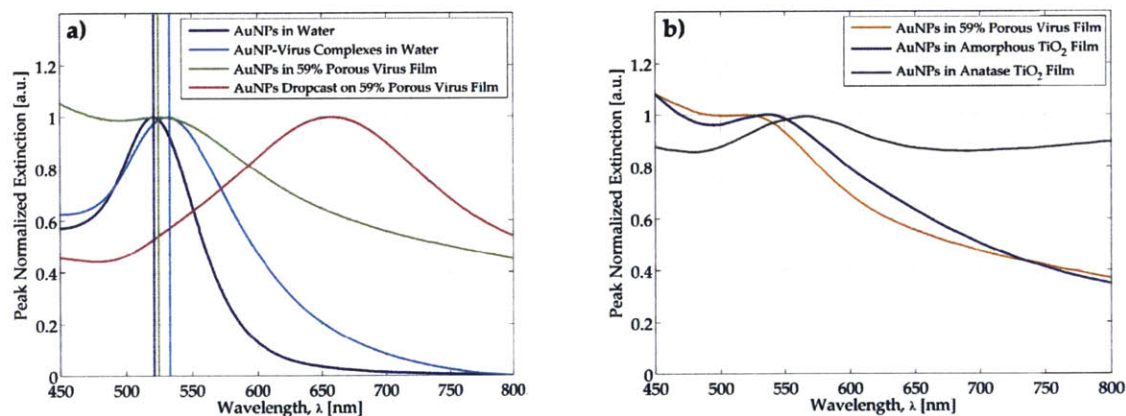 a)
AuNPs in Water
AuNP-Virus Complexes in Water
AuNPs in 59% Porous Virus Film
AuNPs Dropcast on 59% Porous Virus Film
Peak Normalized Extinction [a.u.]
1.2
1
0.8
0.6
0.4
0.2
0
450 500 550 600 650 700 750 800
Wavelength, λ [nm]
b)
AuNPs in 59% Porous Virus Film
AuNPs in Amorphous TiO₂ Film
AuNPs in Anatase TiO₂ Film
Peak Normalized Extinction [a.u.]
1.2
1
0.8
0.6
0.4
0.2
0
450 500 550 600 650 700 750 800
Wavelength, λ [nm]